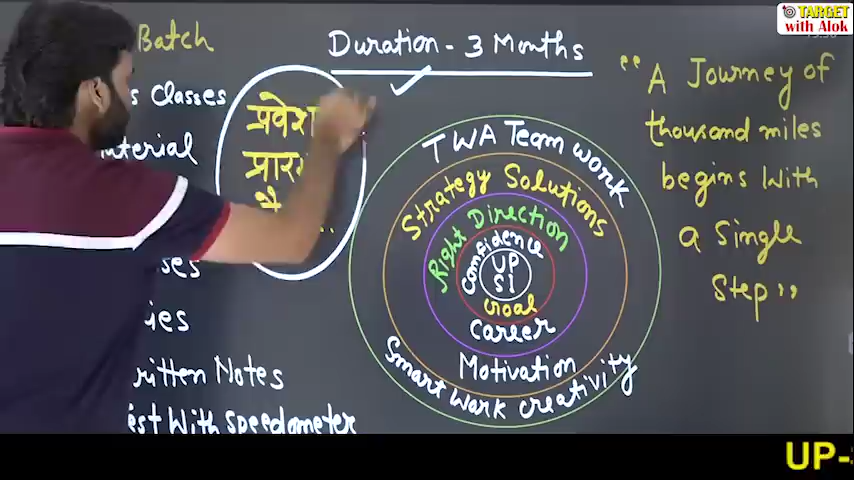 TARGET
with Alok
Batch
Duration - 3 Months
s Classes
aterial
ies
ritten Notes
est With Speedometer
प्रवेश
प्रार
है
TWA Team work
Strategy Solutions
Right Direction
Confidence
UP
SI
Goal
Career
Motivation
Smart Work Creativity
"A Journey of
thousand miles
begins With
a Single
Step"
UP-